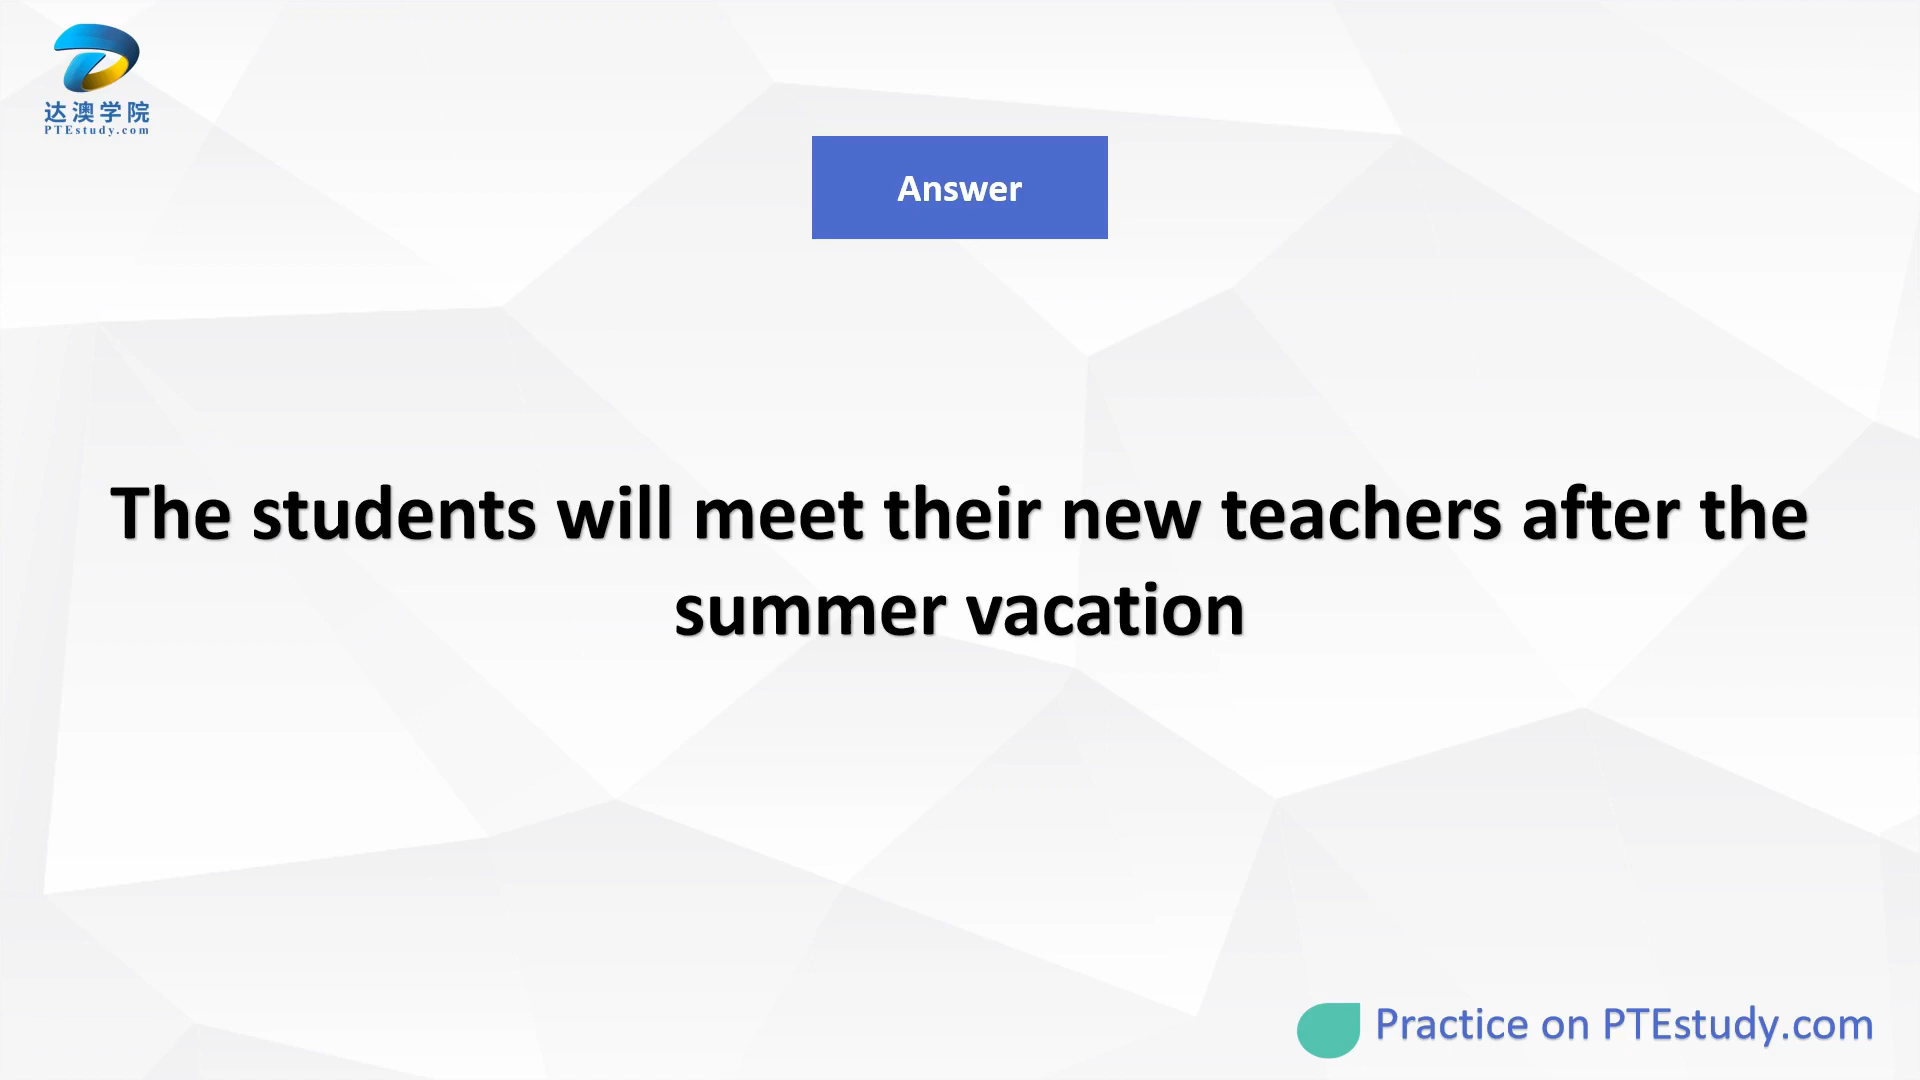 达澳学院
PTEstudy.com
Answer
The students will meet their new teachers after the
summer vacation
Practice on PTEstudy.com